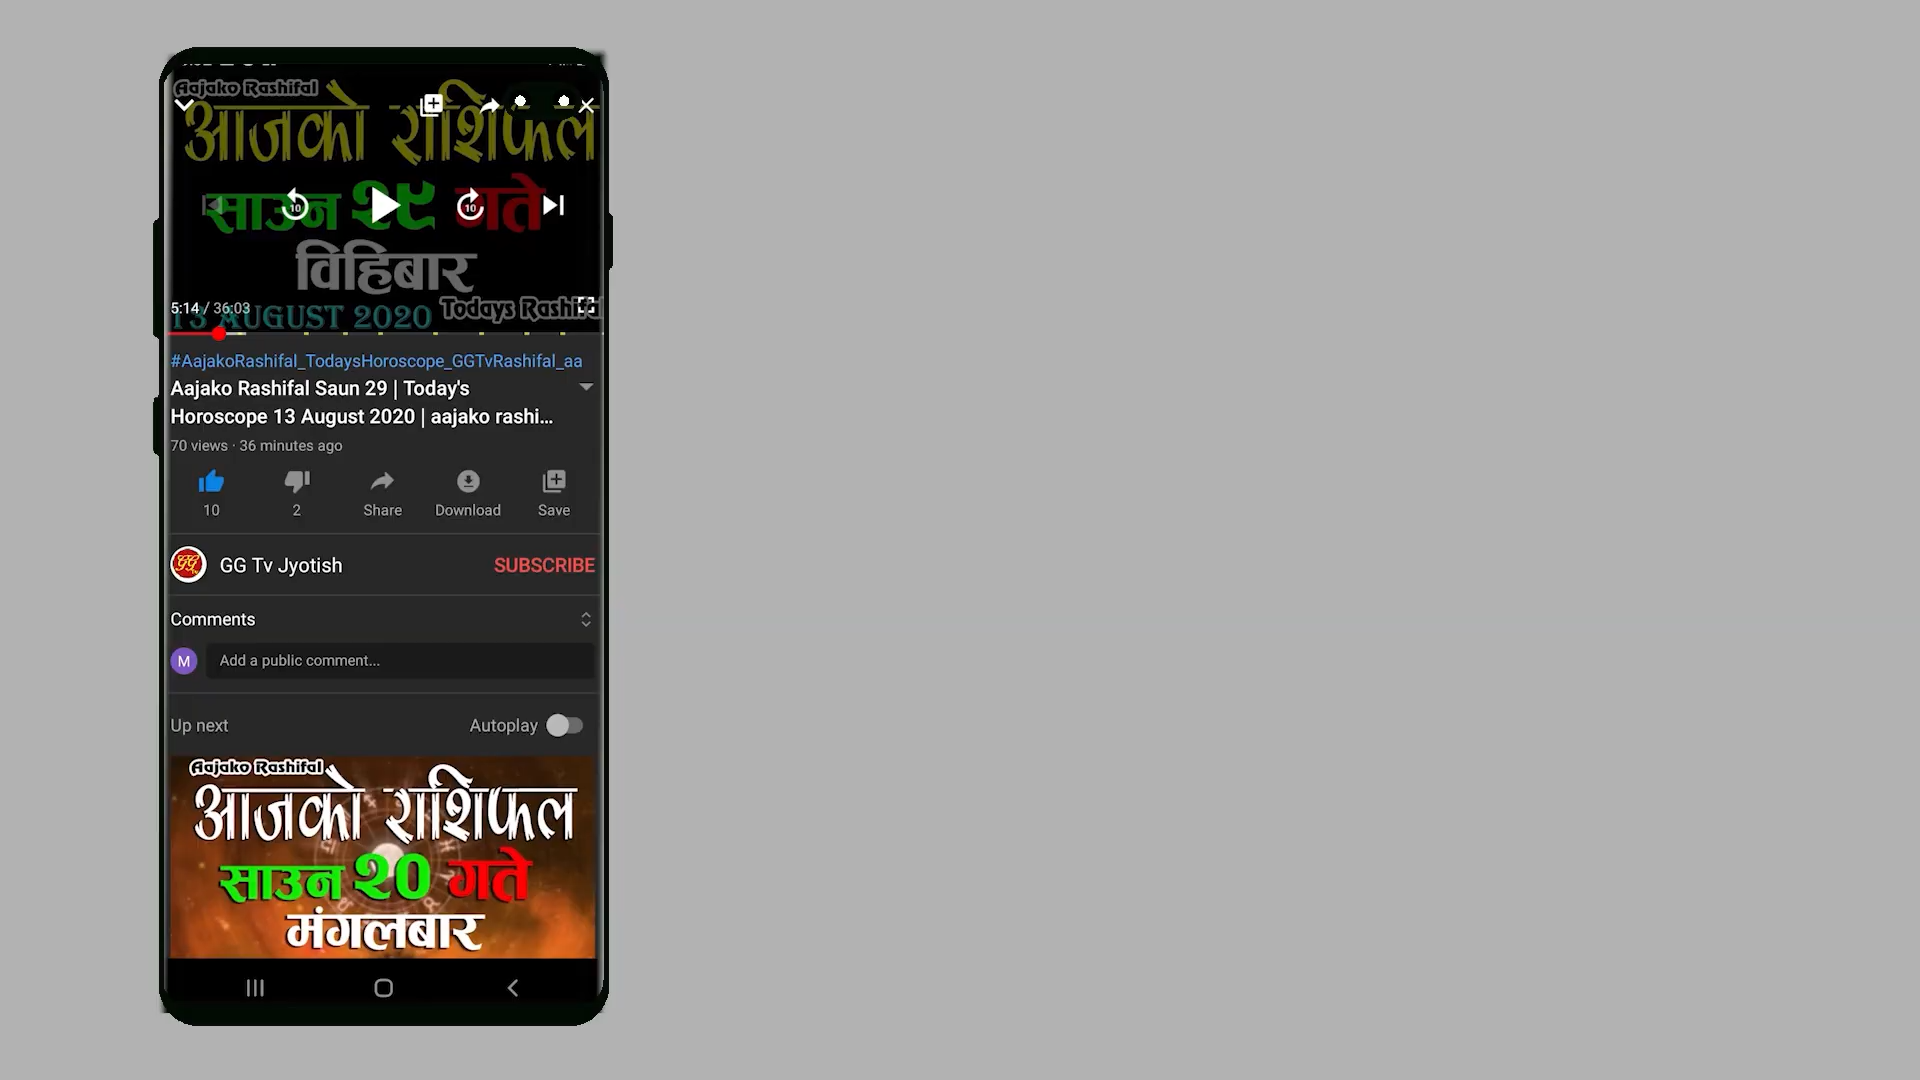 Aajako Rashifal
आजको राशिफल
साउन २९ गते
विहिबार
5:14 / 36:03
13 AUGUST 2020
Todays Rashifal
#AajakoRashifal_TodaysHoroscope_GGTvRashifal_aa
Aajako Rashifal Saun 29 | Today's
Horoscope 13 August 2020 | aajako rashi...
70 views · 36 minutes ago
10 2 Share Download Save
GG Tv Jyotish SUBSCRIBE
Comments
M Add a public comment...
Up next Autoplay
Aajako Rashifal
आजको राशिफल
साउन २० गते
मंगलबार